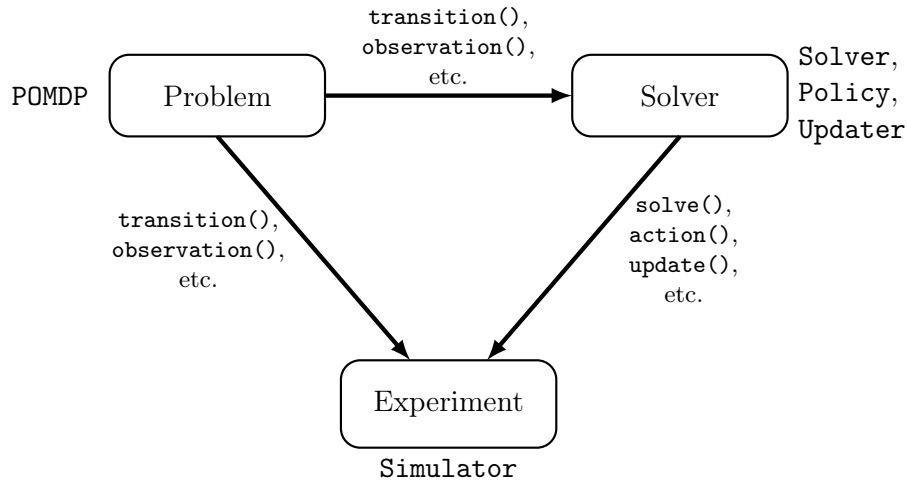 transition(),
observation(),
etc.
POMDP
Problem
Solver
Solver,
Policy,
Updater
transition(),
observation(),
etc.
solve(),
action(),
update(),
etc.
Experiment
Simulator